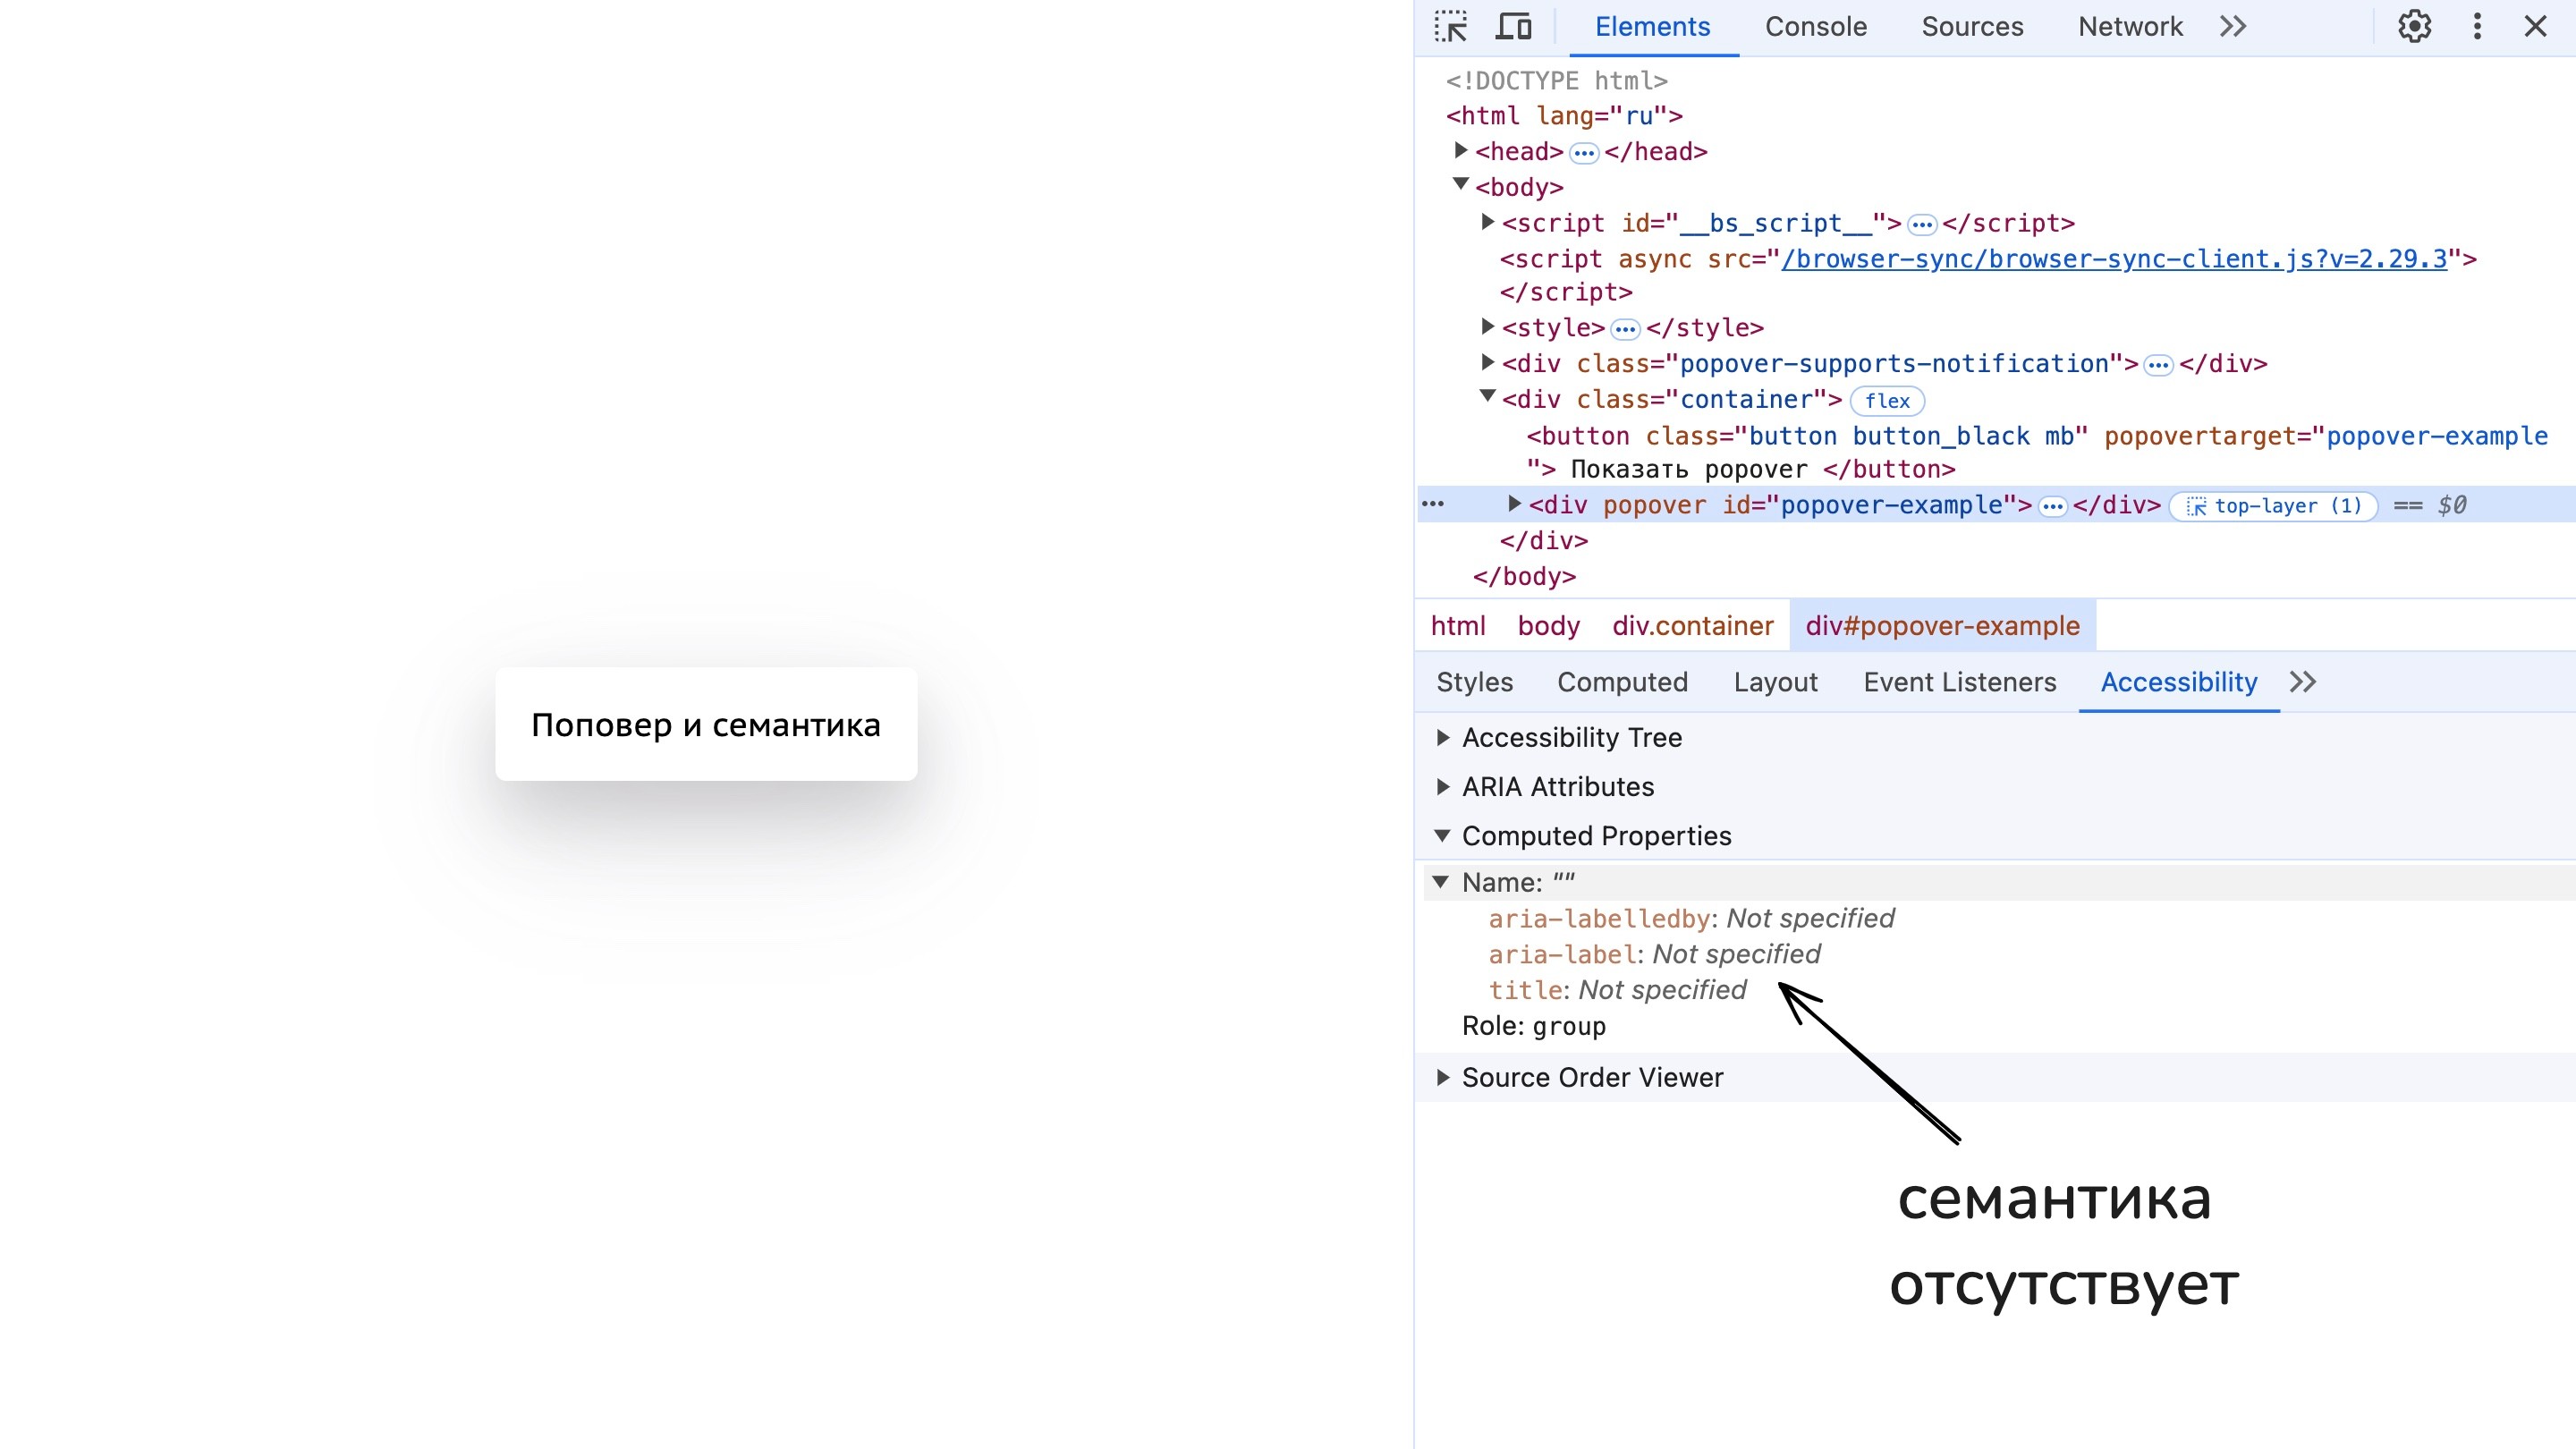 Поповер и семантика
Elements Console Sources Network
<!DOCTYPE html>
<html lang="ru">
<head> </head>
<body>
<script id="__bs_script__"> </script>
<script async src="/browser-sync/browser-sync-client.js?v=2.29.3">
</script>
<style> </style>
<div class="popover-supports-notification"> </div>
<div class="container"> flex
<button class="button button_black mb" popovertarget="popover-example
"> Показать popover </button>
<div popover id="popover-example"> </div> top-layer (1) == $0
</div>
</body>
html body div.container div#popover-example
Styles Computed Layout Event Listeners Accessibility
Accessibility Tree
ARIA Attributes
Computed Properties
Name: ""
aria-labelledby: Not specified
aria-label: Not specified
title: Not specified
Role: group
Source Order Viewer
семантика
отсутствует